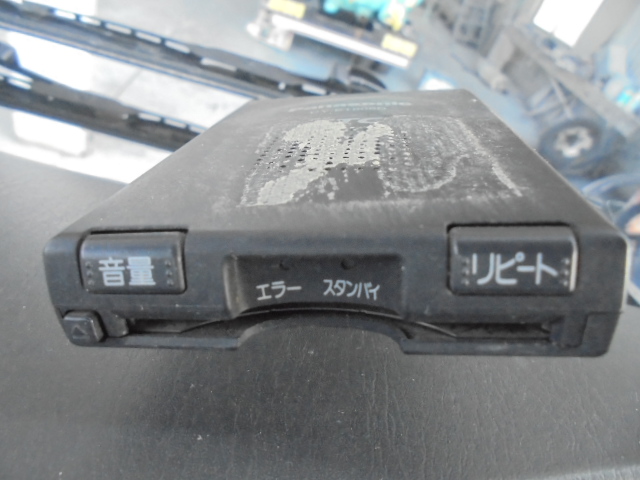 音量
エラー スタンバイ
リピート